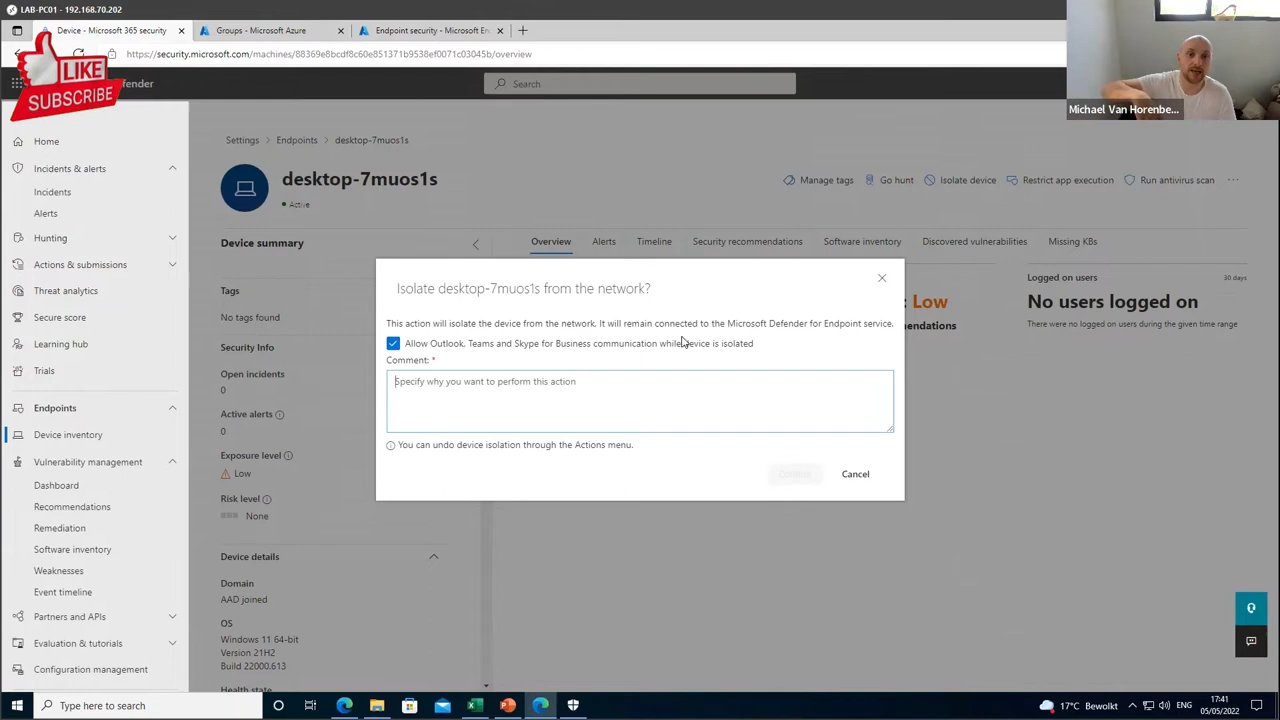 LAB-PC01 - 192.168.70.202
Device - Microsoft 365 security
Groups - Microsoft Azure
Endpoint security - Microsoft En
https://security.microsoft.com/machines/88369e8bcdf8c60e851371b9538ef0071c03045b/overview
LIKE
SUBSCRIBE
fender
Search
Michael Van Horenbe...
Home
Incidents & alerts
Incidents
Alerts
Hunting
Actions & submissions
Threat analytics
Secure score
Learning hub
Trials
Endpoints
Device inventory
Vulnerability management
Dashboard
Recommendations
Remediation
Software inventory
Weaknesses
Event timeline
Partners and APIs
Evaluation & tutorials
Configuration management
Settings > Endpoints > desktop-7muos1s
desktop-7muos1s
Active
Manage tags
Go hunt
Isolate device
Restrict app execution
Run antivirus scan
...
Device summary
Tags
No tags found
Security Info
Open incidents
0
Active alerts
0
Exposure level
Low
Risk level
None
Device details
Domain
AAD joined
OS
Windows 11 64-bit
Version 21H2
Build 22000.613
Health state
Overview
Alerts
Timeline
Security recommendations
Software inventory
Discovered vulnerabilities
Missing KBs
: Low
mendations
Logged on users
30 days
No users logged on
There were no logged on users during the given time range
Isolate desktop-7muos1s from the network?
This action will isolate the device from the network. It will remain connected to the Microsoft Defender for Endpoint service.
Allow Outlook, Teams and Skype for Business communication while device is isolated
Comment: *
Specify why you want to perform this action
You can undo device isolation through the Actions menu.
Confirm
Cancel
Type here to search
17°C Bewolkt
ENG
17:41
05/05/2022